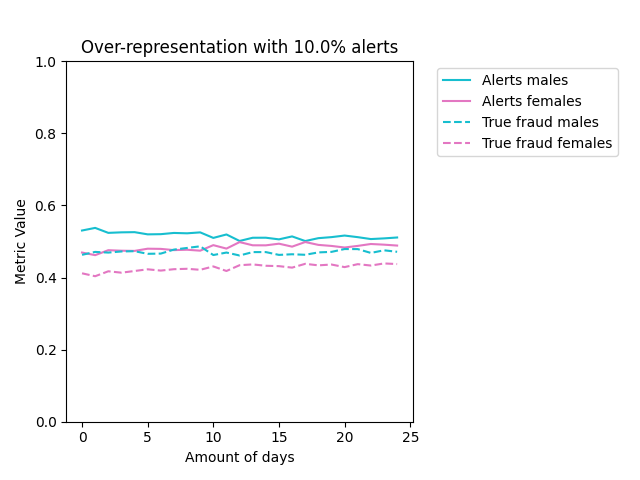 Over-representation with 10.0% alerts
Metric Value
1.0
0.8
0.6
0.4
0.2
0.0
0 5 10 15 20 25
Amount of days
Alerts males
Alerts females
True fraud males
True fraud females